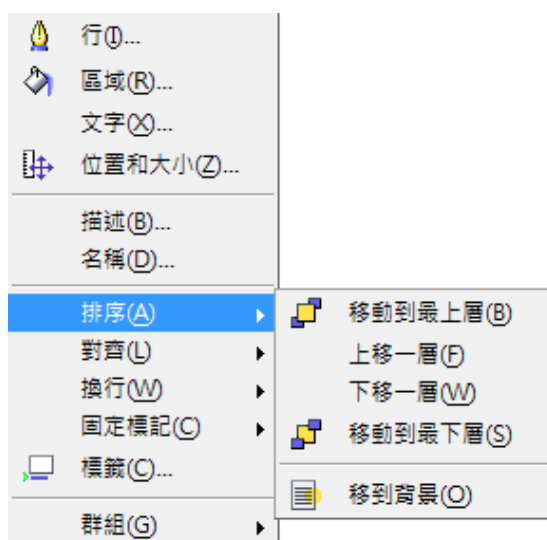 行(I)...
區域(R)...
文字(X)...
位置和大小(Z)...
描述(B)...
名稱(D)...
排序(A)
對齊(L)
換行(W)
固定標記(C)
標籤(C)...
群組(G)
移動到最上層(B)
上移一層(F)
下移一層(W)
移動到最下層(S)
移到背景(O)